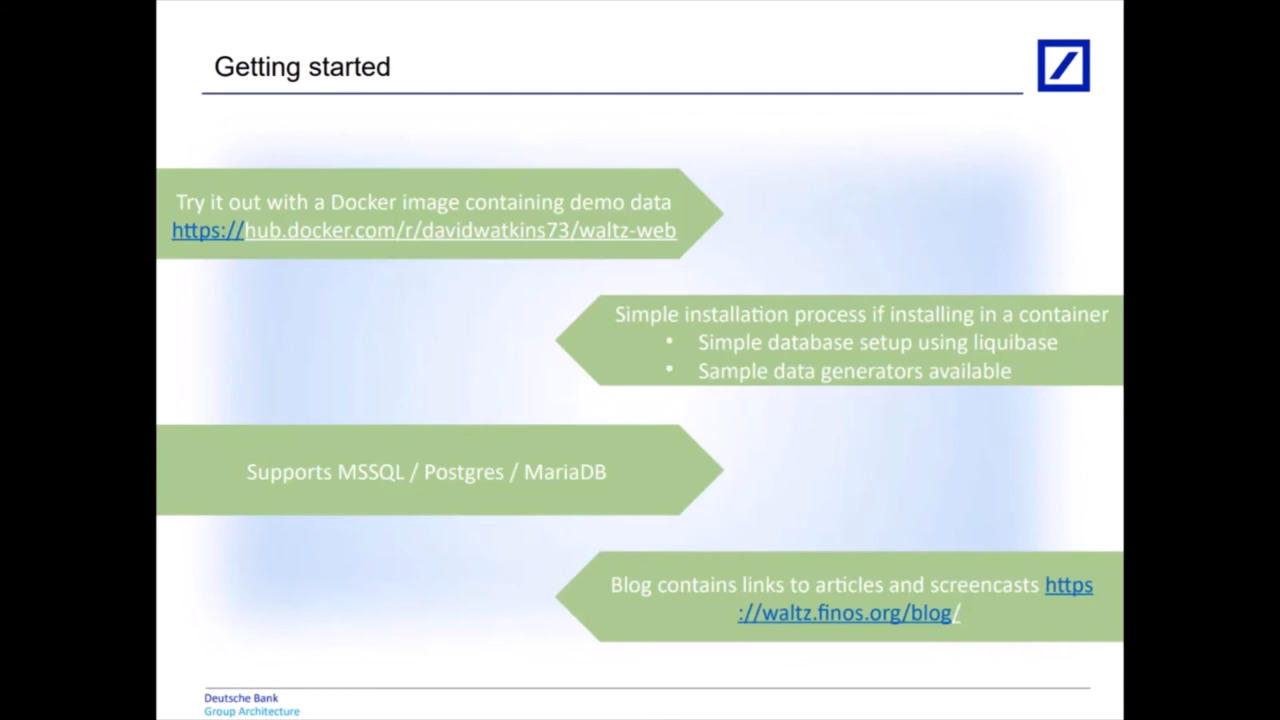 Getting started
Try it out with a Docker image containing demo data
https://hub.docker.com/r/davidwatkins73/waltz-web
Simple installation process if installing in a container
• Simple database setup using liquibase
• Sample data generators available
Supports MSSQL / Postgres / MariaDB
Blog contains links to articles and screencasts https
://waltz.finos.org/blog/
Deutsche Bank
Group Architecture